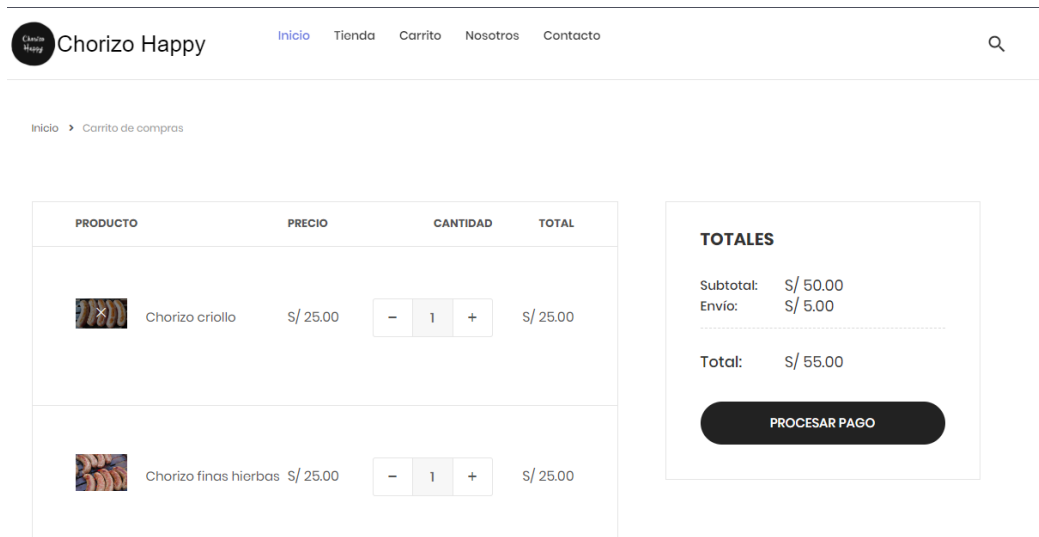 Chorizo Happy
Chorizo Happy
Inicio Tienda Carrito Nosotros Contacto
Inicio > Carrito de compras
PRODUCTO PRECIO CANTIDAD TOTAL
Chorizo criollo S/ 25.00 − 1 + S/ 25.00
Chorizo finas hierbas S/ 25.00 − 1 + S/ 25.00
TOTALES
Subtotal: S/ 50.00
Envío: S/ 5.00
Total: S/ 55.00
PROCESAR PAGO